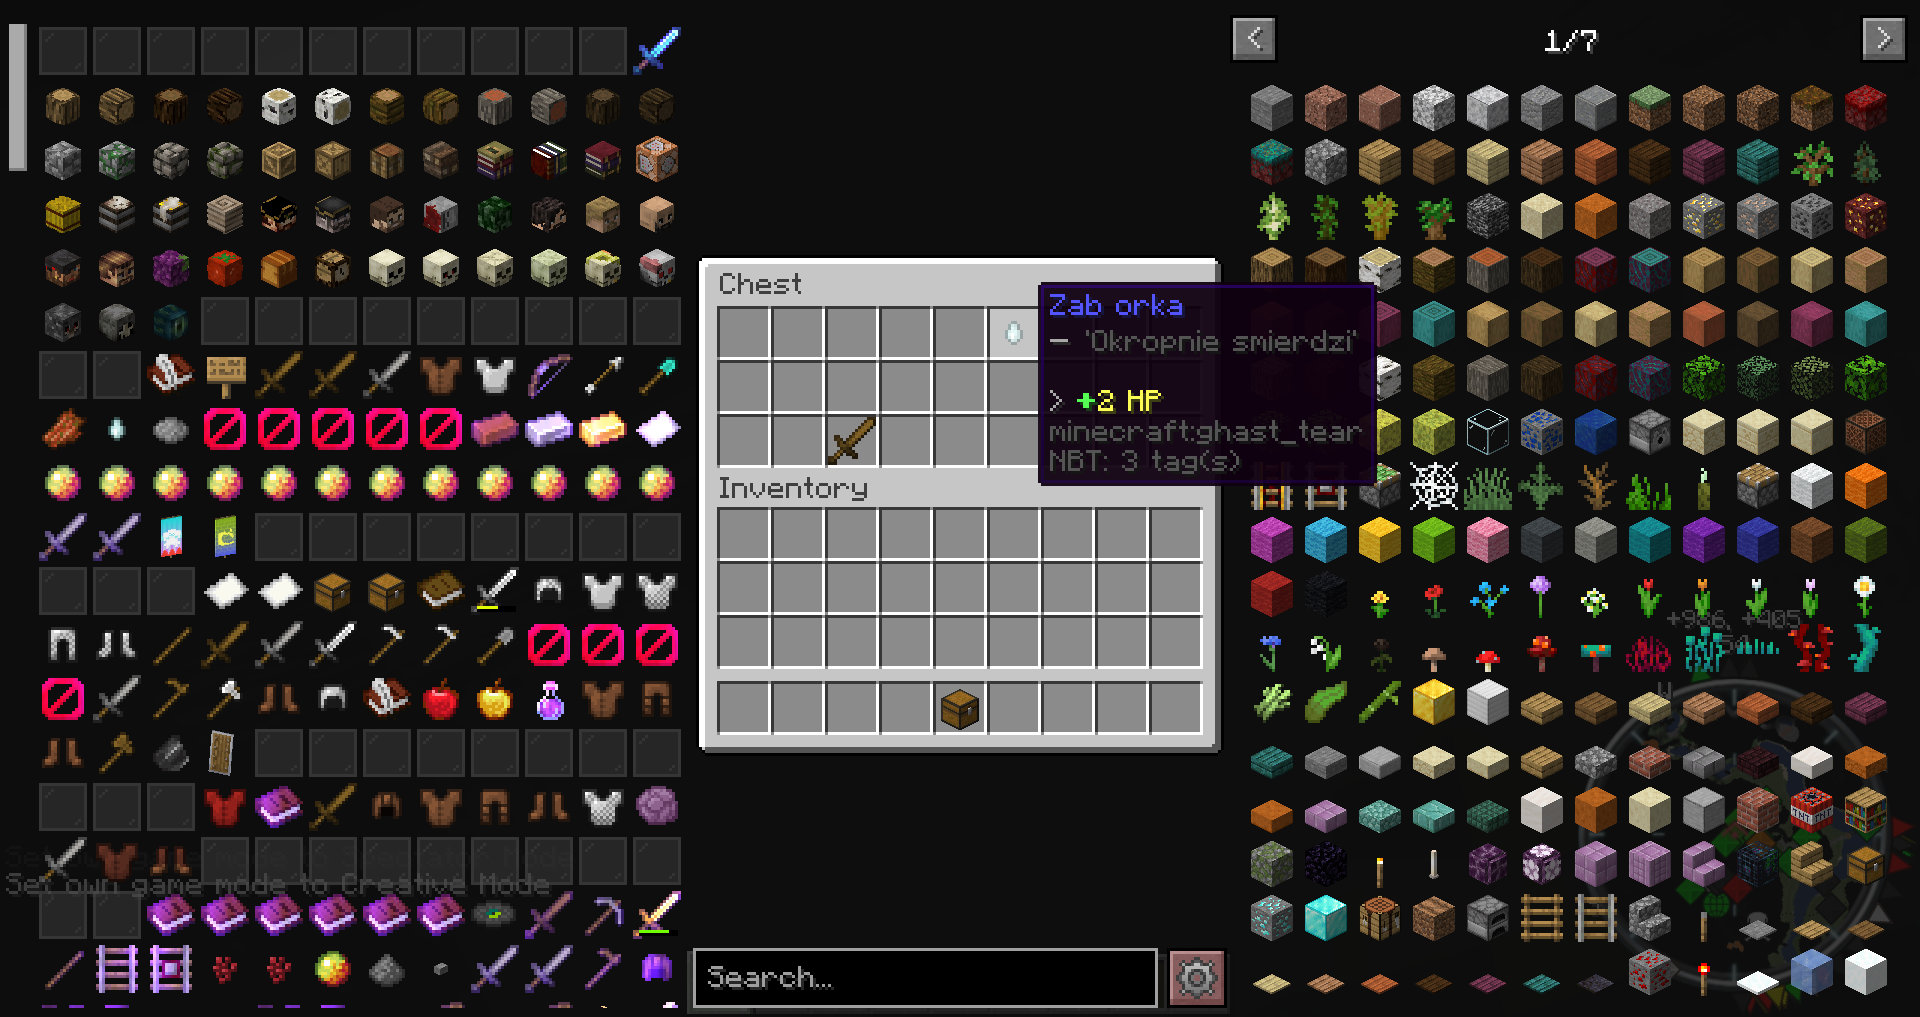 1/7
Chest
Zab orka
— 'Okropnie smierdzi'
> +2 HP
minecraft:ghast_tear
NBT: 3 tag(s)
Inventory
Set own game mode to Creative Mode
W
Search...